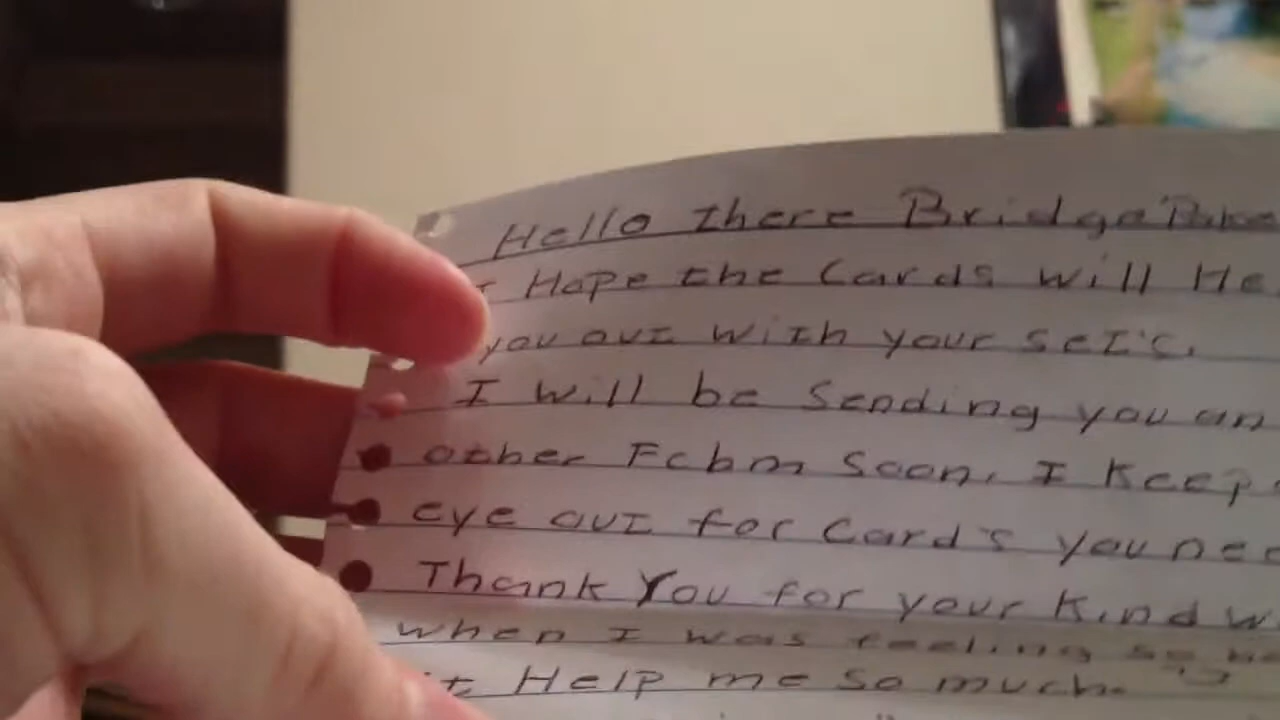 Hello there Bridge
I Hope the Cards will He
you out with your set's.
I will be Sending you an
other Fcbm Soon. I Keep
eye out for Card's you nee
Thank You for your Kind w
when I was feeling so
it Help me so much.